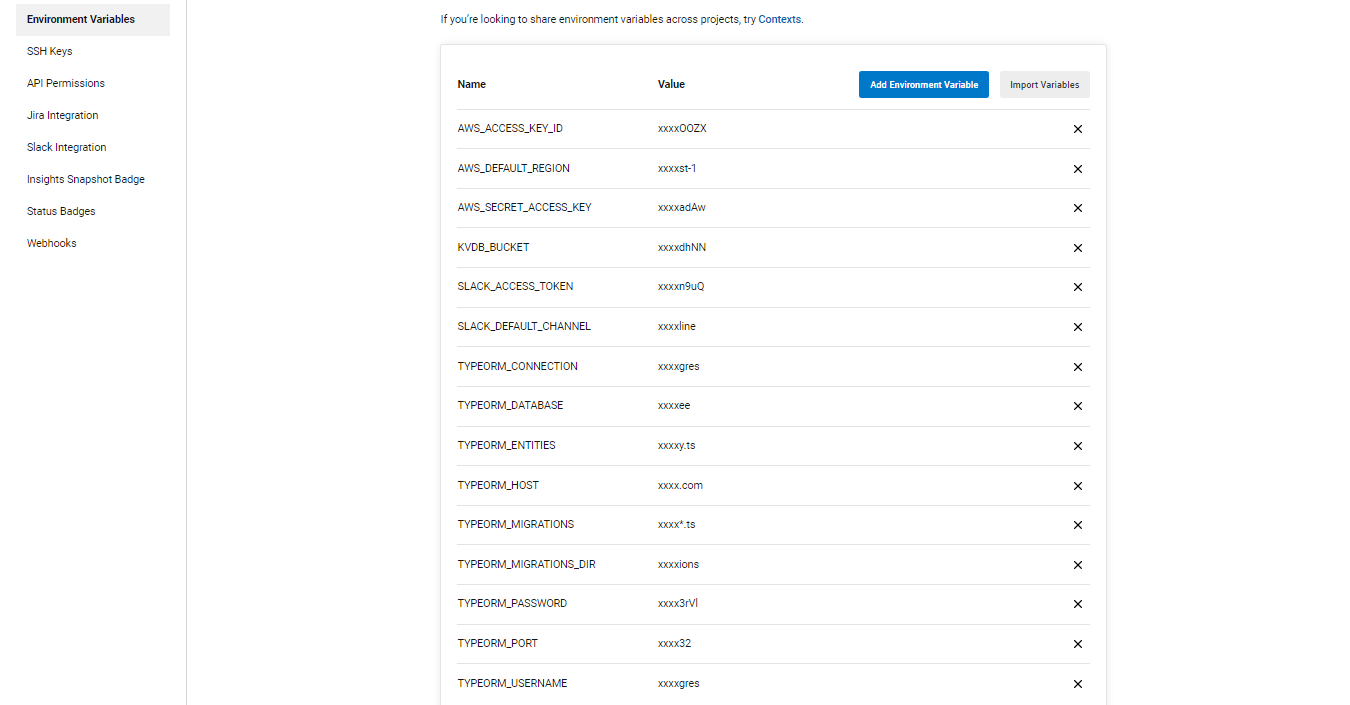 Environment Variables
SSH Keys
API Permissions
Jira Integration
Slack Integration
Insights Snapshot Badge
Status Badges
Webhooks
If you're looking to share environment variables across projects, try Contexts.
Name Value Add Environment Variable Import Variables
AWS_ACCESS_KEY_ID xxxxOOZX
AWS_DEFAULT_REGION xxxxst-1
AWS_SECRET_ACCESS_KEY xxxxadAw
KVDB_BUCKET xxxxdhNN
SLACK_ACCESS_TOKEN xxxxn9uQ
SLACK_DEFAULT_CHANNEL xxxxline
TYPEORM_CONNECTION xxxxgres
TYPEORM_DATABASE xxxxee
TYPEORM_ENTITIES xxxxy.ts
TYPEORM_HOST xxxx.com
TYPEORM_MIGRATIONS xxxx*.ts
TYPEORM_MIGRATIONS_DIR xxxxions
TYPEORM_PASSWORD xxxx3rVl
TYPEORM_PORT xxxx32
TYPEORM_USERNAME xxxxgres